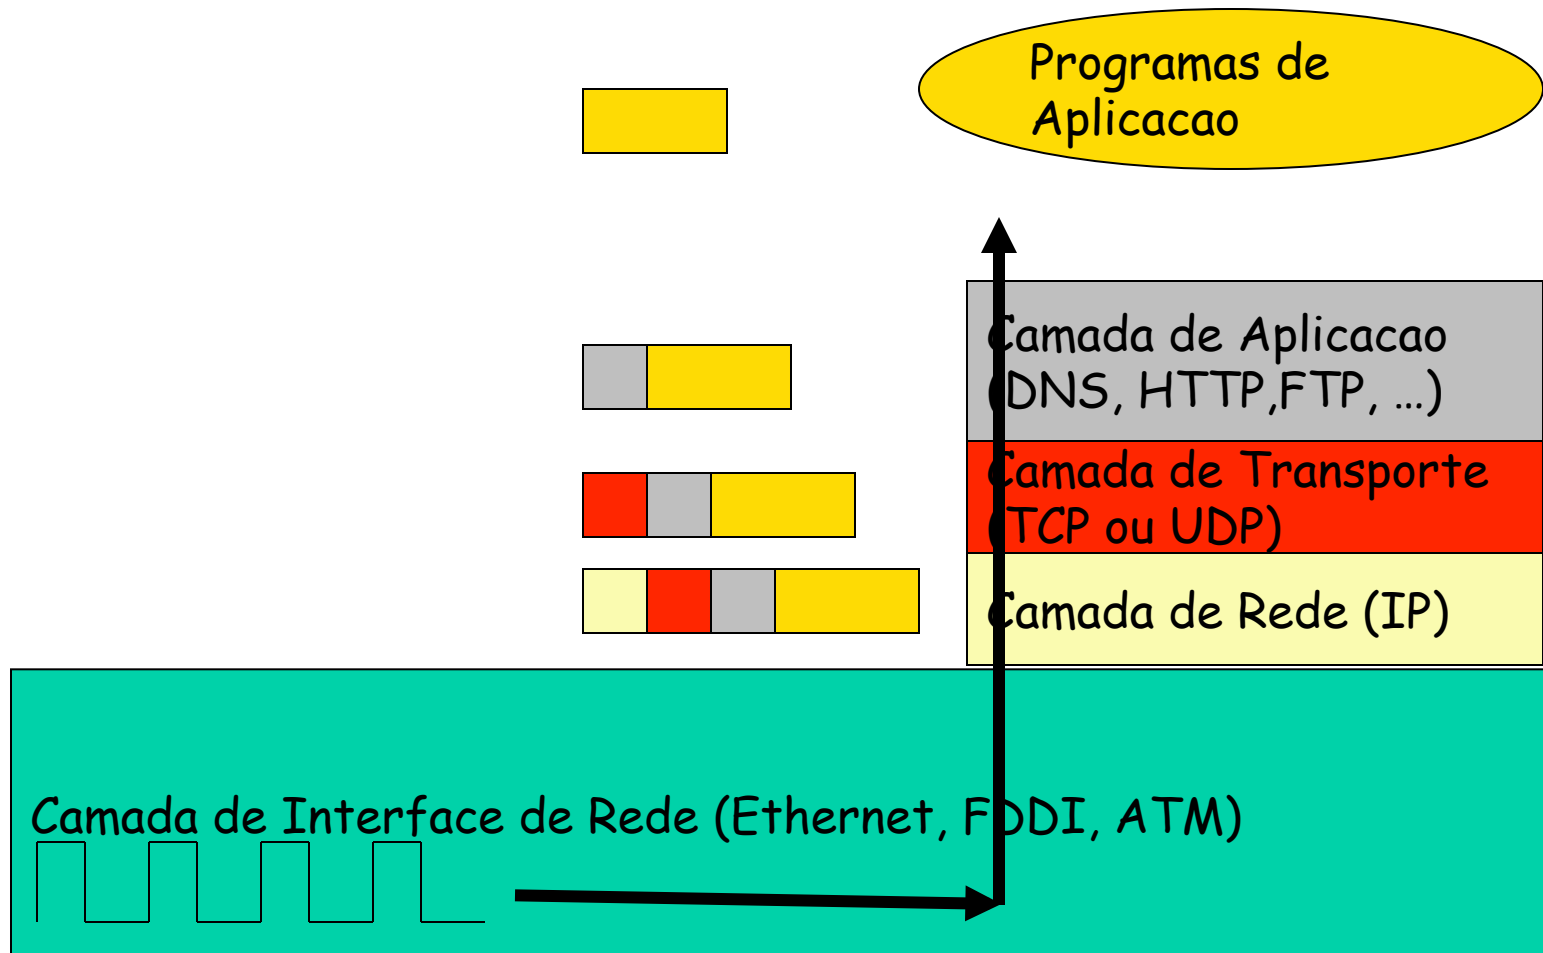 Programas de
Aplicacao
Camada de Aplicacao
(DNS, HTTP,FTP, ...)
Camada de Transporte
(TCP ou UDP)
Camada de Rede (IP)
Camada de Interface de Rede (Ethernet, FDDI, ATM)